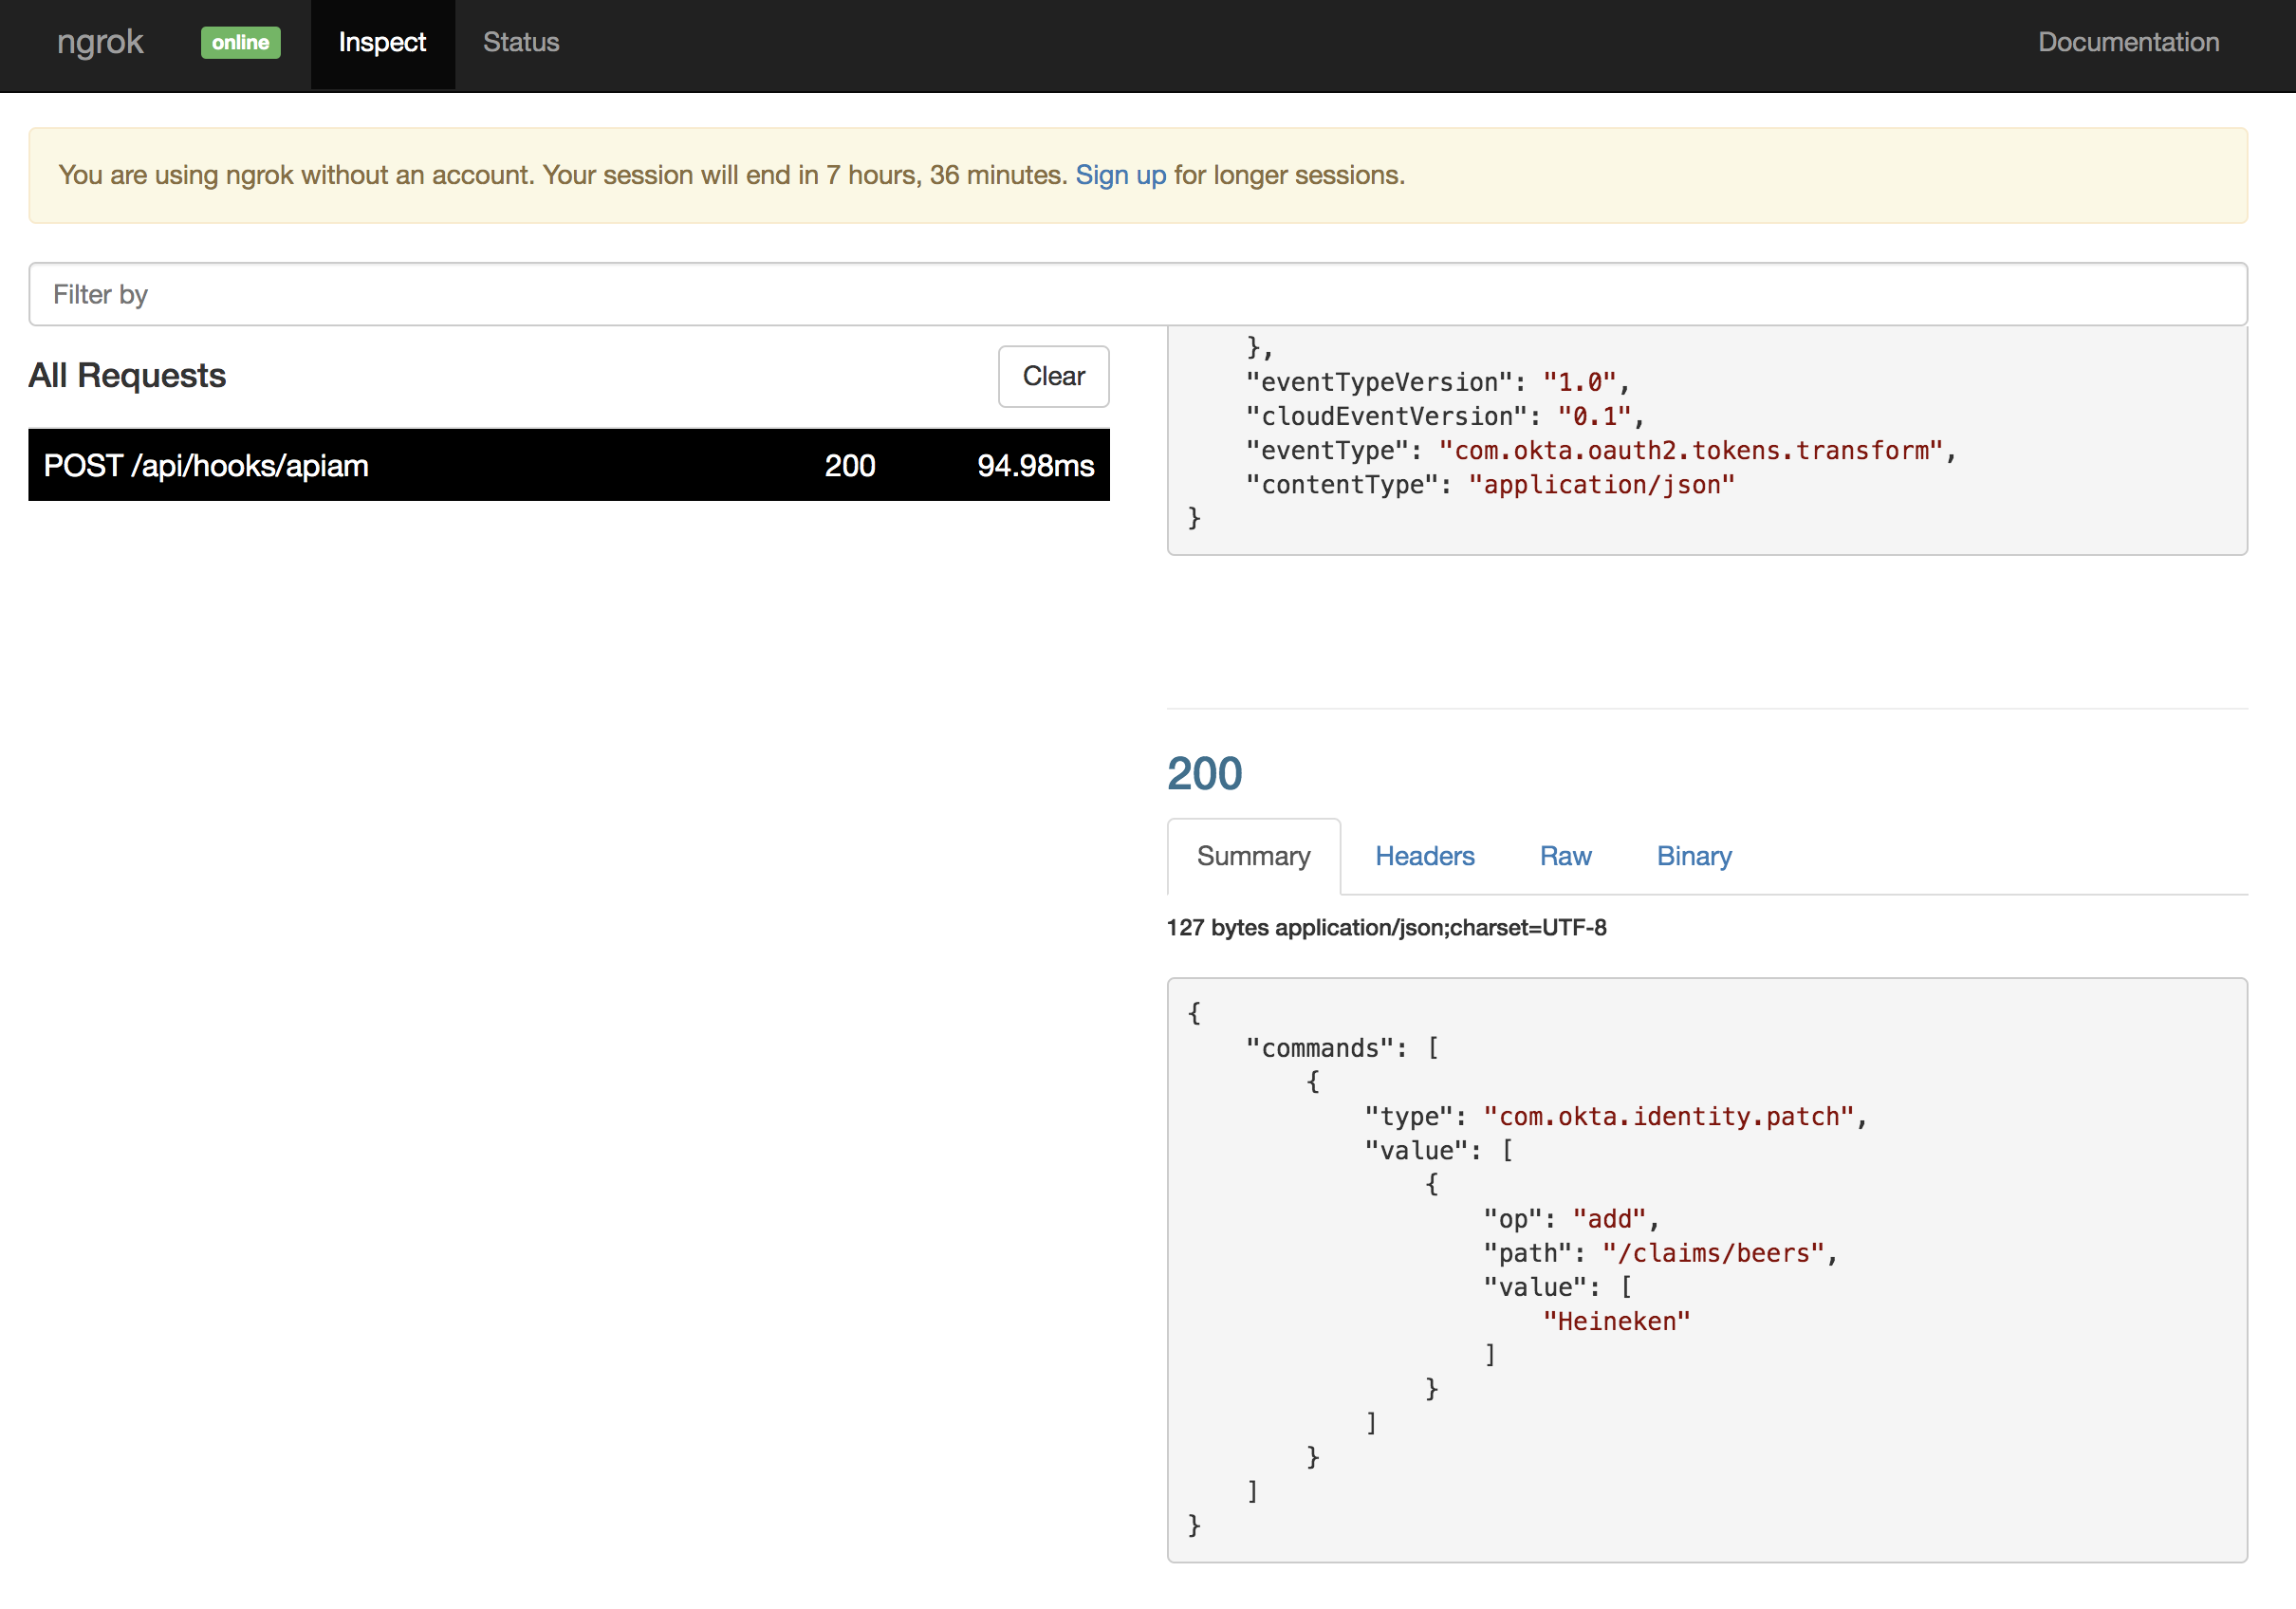 ngrok online Inspect Status Documentation
You are using ngrok without an account. Your session will end in 7 hours, 36 minutes. Sign up for longer sessions.
Filter by
All Requests Clear
POST /api/hooks/apiam 200 94.98ms
},
"eventTypeVersion": "1.0",
"cloudEventVersion": "0.1",
"eventType": "com.okta.oauth2.tokens.transform",
"contentType": "application/json"
}
200
Summary Headers Raw Binary
127 bytes application/json;charset=UTF-8
{
"commands": [
{
"type": "com.okta.identity.patch",
"value": [
{
"op": "add",
"path": "/claims/beers",
"value": [
"Heineken"
]
}
]
}
]
}